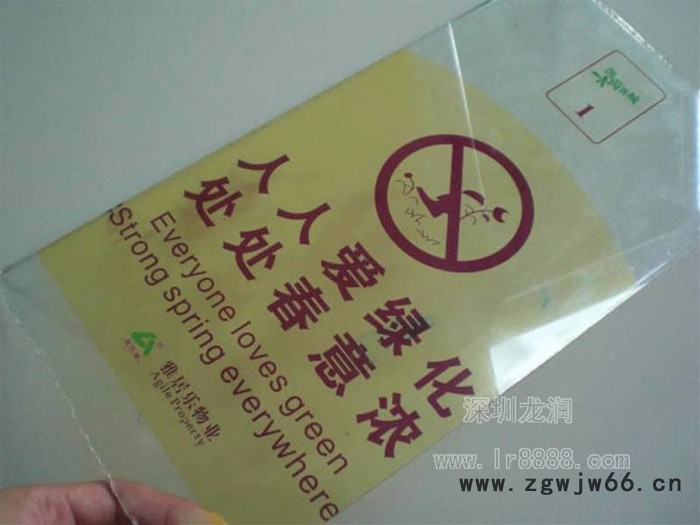 1
人人爱绿化
处处春意浓
Everyone loves green
Strong spring everywhere
雅居乐物业
Agile Property
深圳龙润
www.lr8888.com
www.zgwjw66.cn